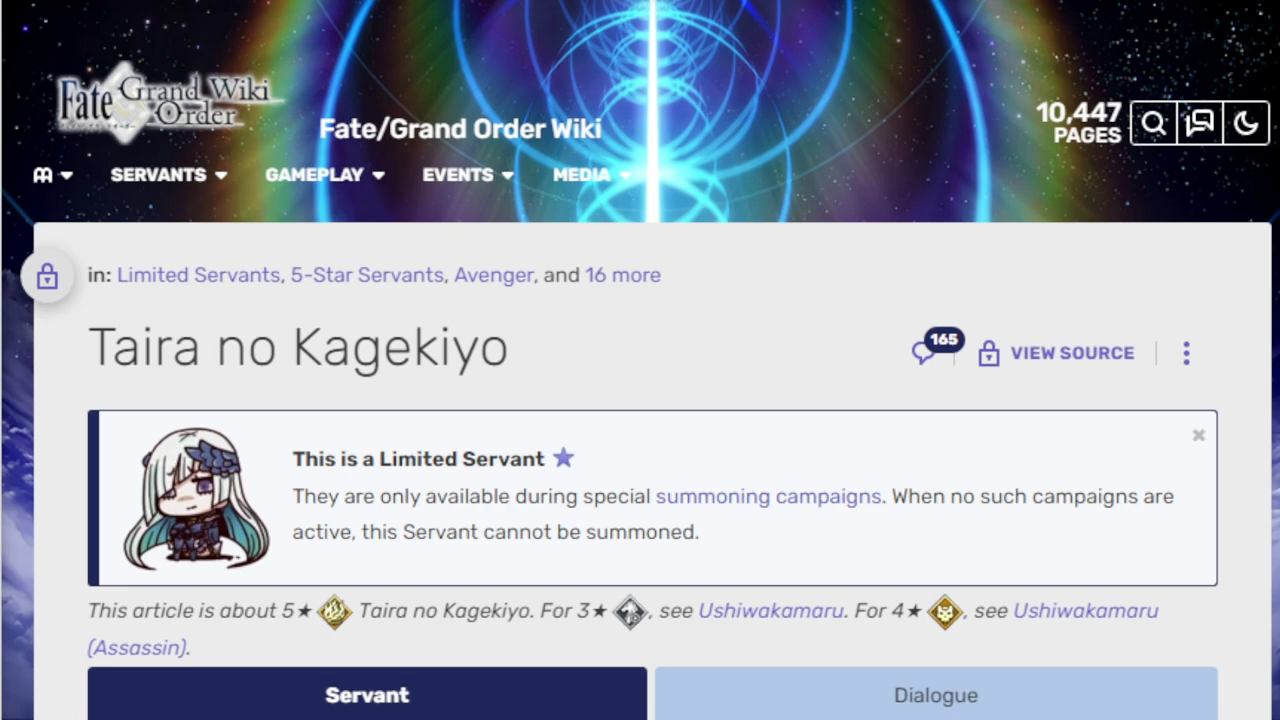 Fate Grand Wiki
Order
Fate/Grand Order Wiki
10,447
PAGES
SERVANTS GAMEPLAY EVENTS MEDIA
in: Limited Servants, 5-Star Servants, Avenger, and 16 more
Taira no Kagekiyo
165
VIEW SOURCE
This is a Limited Servant ★
They are only available during special summoning campaigns. When no such campaigns are
active, this Servant cannot be summoned.
This article is about 5★ Taira no Kagekiyo. For 3★ , see Ushiwakamaru. For 4★ , see Ushiwakamaru
(Assassin).
Servant Dialogue